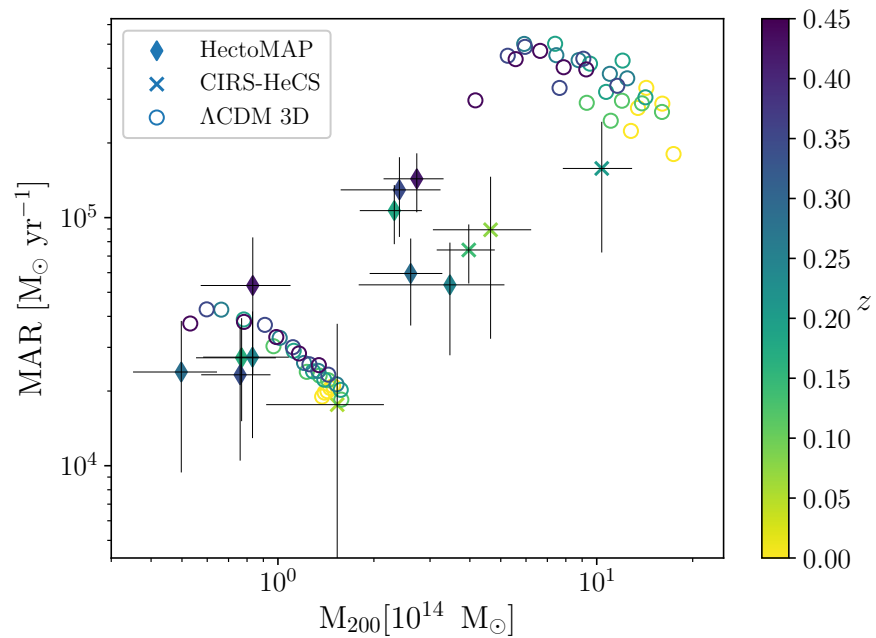 HectoMAP
CIRS-HeCS
ΛCDM 3D
MAR [M⊙ yr⁻¹]
10⁵
10⁴
10⁰
10¹
M₂₀₀[10¹⁴ M⊙]
0.45
0.40
0.35
0.30
0.25
0.20
0.15
0.10
0.05
0.00
z